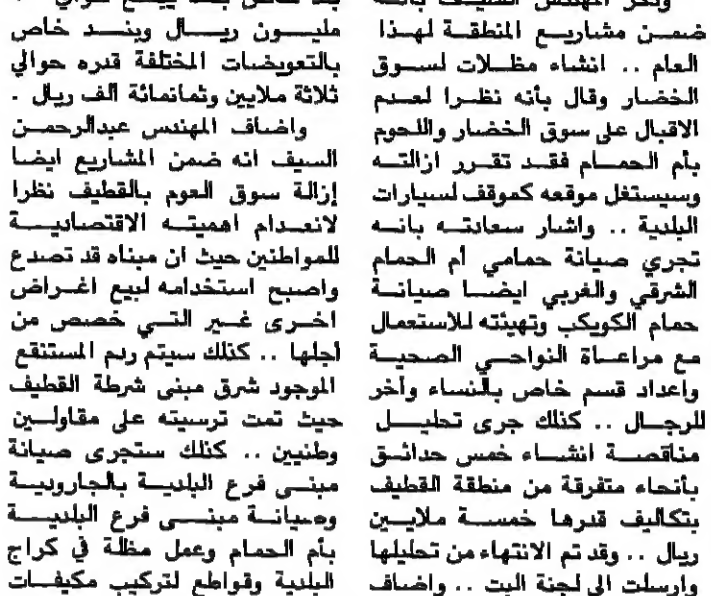 وذكر المهندس السيف بأنه
ضمن مشاريع المنطقة لهذا
العام .. انشاء مظلات لسوق
الخضار وقال بأنه نظرا لعدم
الاقبال على سوق الخضار واللحوم
بأم الحمام فقد تقرر ازالته
وسيستغل موقعه كموقف لسيارات
البلدية .. واشار سعادته بانه
تجري صيانة حمامي أم الحمام
الشرقي والغربي ايضا صيانة
حمام الكويكب وتهيئته للاستعمال
مع مراعاة النواحي الصحية
واعداد قسم خاص بالنساء وأخر
للرجال .. كذلك جرى تحليل
مناقصة انشاء خمس حدائق
بأنحاء متفرقة من منطقة القطيف
بتكاليف قدرها خمسة ملايين
ريال .. وقد تم الانتهاء من تحليلها
وارسلت الى لجنة البت .. واضاف
مليون ريال وبند خاص
بالتعويضات المختلفة قدره حوالي
ثلاثة ملايين وثمانمائة الف ريال .
واضاف المهندس عبدالرحمن
السيف انه ضمن المشاريع ايضا
إزالة سوق العوم بالقطيف نظرا
لانعدام اهميته الاقتصادية
للمواطنين حيث ان مبناه قد تصدع
واصبح استخدامه لبيع اغراض
اخرى غير التي خصص من
أجلها .. كذلك سيتم ردم المستنقع
الموجود شرق مبنى شرطة القطيف
حيث تمت ترسيته على مقاولين
وطنيين .. كذلك ستجرى صيانة
مبنى فرع البلدية بالجارودية
وصيانة مبنى فرع البلدية
بأم الحمام وعمل مظلة في كراج
البلدية وقواطع لتركيب مكيفات